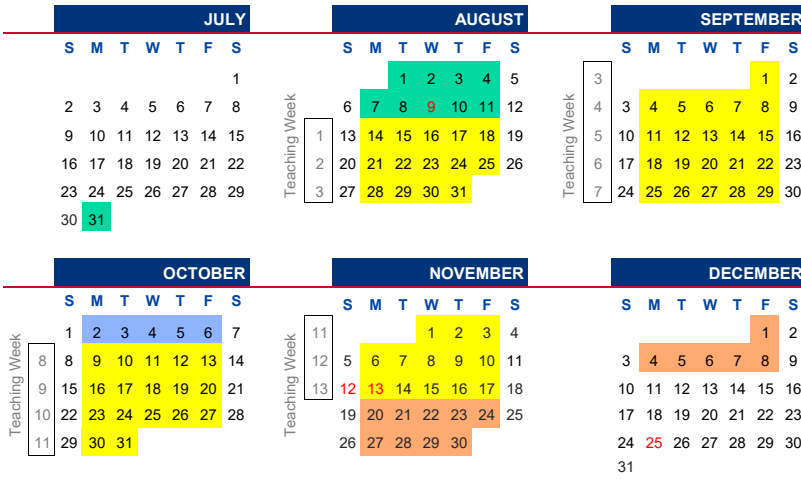 JULY
S M T W T F S
1
2 3 4 5 6 7 8
9 10 11 12 13 14 15
16 17 18 19 20 21 22
23 24 25 26 27 28 29
30 31
AUGUST
S M T W T F S
Teaching Week
1 2 3 4 5
6 7 8 9 10 11 12
1 13 14 15 16 17 18 19
2 20 21 22 23 24 25 26
3 27 28 29 30 31
SEPTEMBER
S M T W T F S
Teaching Week
3 1 2
4 3 4 5 6 7 8 9
5 10 11 12 13 14 15 16
6 17 18 19 20 21 22 23
7 24 25 26 27 28 29 30
OCTOBER
S M T W T F S
Teaching Week
1 2 3 4 5 6 7
8 8 9 10 11 12 13 14
9 15 16 17 18 19 20 21
10 22 23 24 25 26 27 28
11 29 30 31
NOVEMBER
S M T W T F S
Teaching Week
11 1 2 3 4
12 5 6 7 8 9 10 11
13 12 13 14 15 16 17 18
19 20 21 22 23 24 25
26 27 28 29 30
DECEMBER
S M T W T F S
1 2
3 4 5 6 7 8 9
10 11 12 13 14 15 16
17 18 19 20 21 22 23
24 25 26 27 28 29 30
31